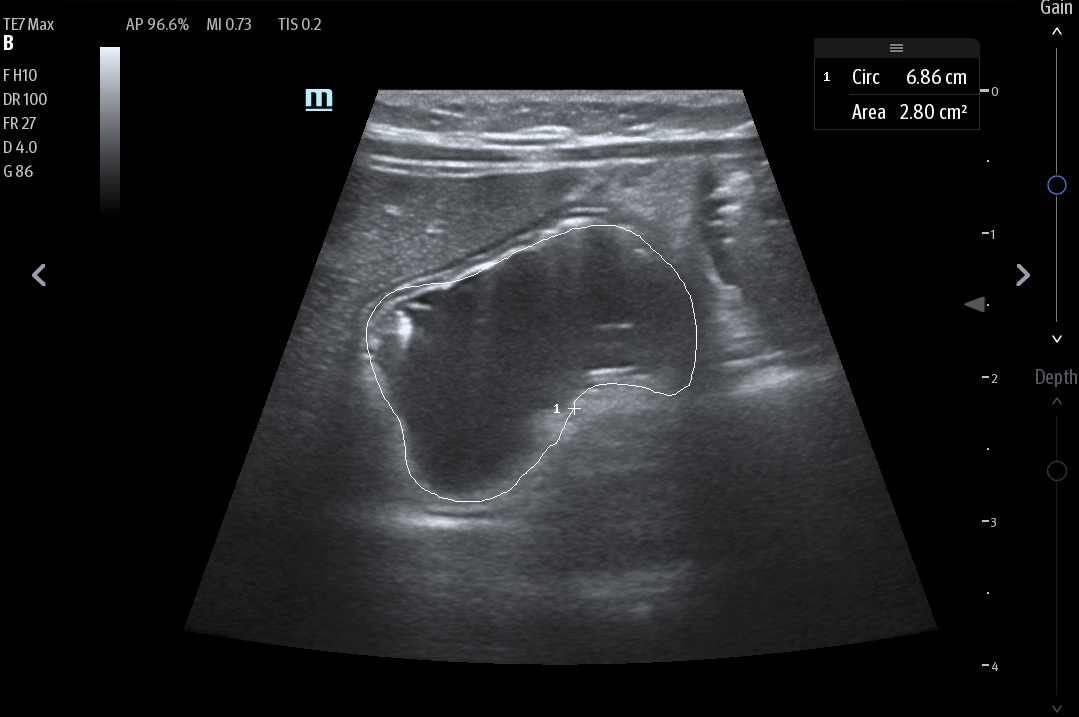 Gain
TE7 Max AP 96.6% MI 0.73 TIS 0.2
B
F H10
DR 100
FR 27
D 4.0
G 86
m
1 Circ 6.86 cm
Area 2.80 cm²
0
1
2
Depth
1
3
4